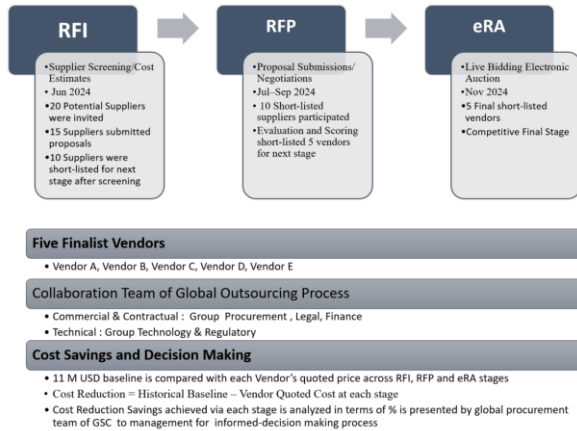 RFI
RFP
eRA
•Supplier Screening/Cost
Estimates
• Jun 2024
•20 Potential Suppliers
were invited
•15 Suppliers submitted
proposals
•10 Suppliers were
short-listed for next
stage after screening
•Proposal Submissions/
Negotiations
•Jul–Sep 2024
• 10 Short-listed
suppliers participated
•Evaluation and Scoring
short-listed 5 vendors
for next stage
•Live Bidding Electronic
Auction
•Nov 2024
•5 Final short-listed
vendors
•Competitive Final Stage
Five Finalist Vendors
• Vendor A, Vendor B, Vendor C, Vendor D, Vendor E
Collaboration Team of Global Outsourcing Process
• Commercial & Contractual : Group Procurement , Legal, Finance
• Technical : Group Technology & Regulatory
Cost Savings and Decision Making
• 11 M USD baseline is compared with each Vendor's quoted price across RFI, RFP and eRA stages
• Cost Reduction = Historical Baseline – Vendor Quoted Cost at each stage
• Cost Reduction Savings achieved via each stage is analyzed in terms of % is presented by global procurement
team of GSC to management for informed-decision making process